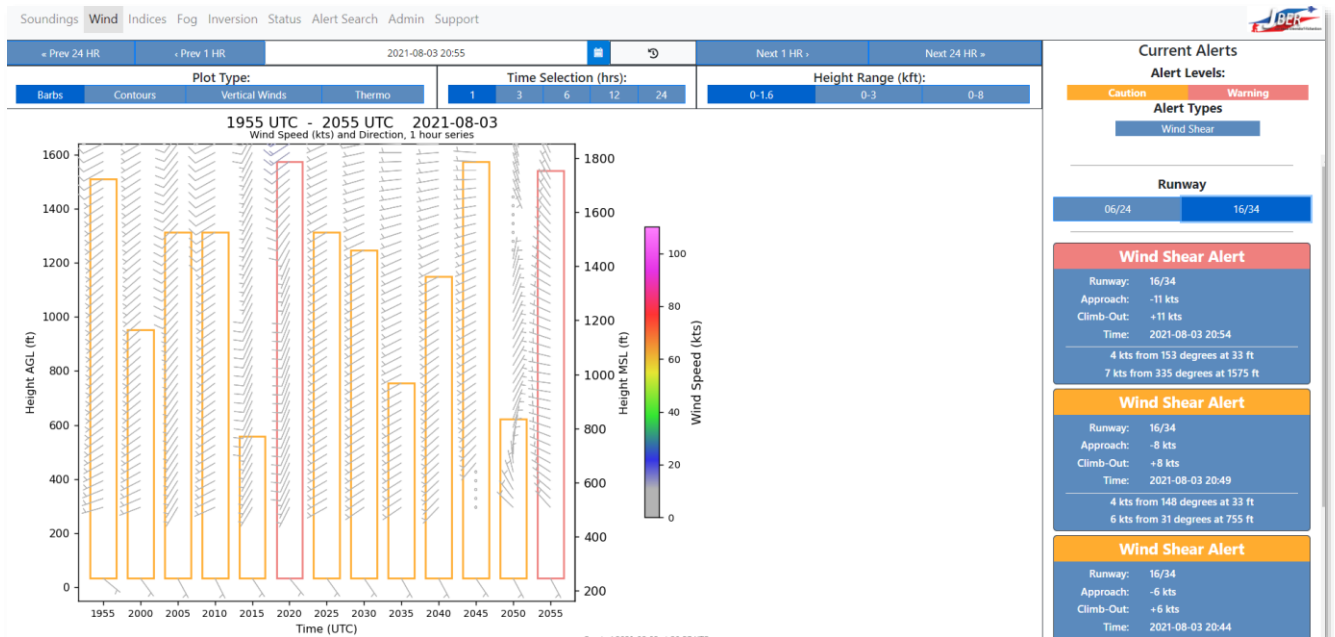 Soundings Wind Indices Fog Inversion Status Alert Search Admin Support
JBER
« Prev 24 HR ‹ Prev 1 HR 2021-08-03 20:55 Next 1 HR › Next 24 HR »
Plot Type: Time Selection (hrs): Height Range (kft):
Barbs Contours Vertical Winds Thermo 1 3 6 12 24 0-1.6 0-3 0-8
1955 UTC - 2055 UTC 2021-08-03
Wind Speed (kts) and Direction, 1 hour series
Height AGL (ft)
1600
1400
1200
1000
800
600
400
200
0
1955 2000 2005 2010 2015 2020 2025 2030 2035 2040 2045 2050 2055
Time (UTC)
Height MSL (ft)
1800
1600
1400
1200
1000
800
600
400
200
Wind Speed (kts)
100
80
60
40
20
0
Current Alerts
Alert Levels:
Caution Warning
Alert Types
Wind Shear
Runway
06/24 16/34
Wind Shear Alert
Runway: 16/34
Approach: -11 kts
Climb-Out: +11 kts
Time: 2021-08-03 20:54
4 kts from 153 degrees at 33 ft
7 kts from 335 degrees at 1575 ft
Wind Shear Alert
Runway: 16/34
Approach: -8 kts
Climb-Out: +8 kts
Time: 2021-08-03 20:49
4 kts from 148 degrees at 33 ft
6 kts from 31 degrees at 755 ft
Wind Shear Alert
Runway: 16/34
Approach: -6 kts
Climb-Out: +6 kts
Time: 2021-08-03 20:44